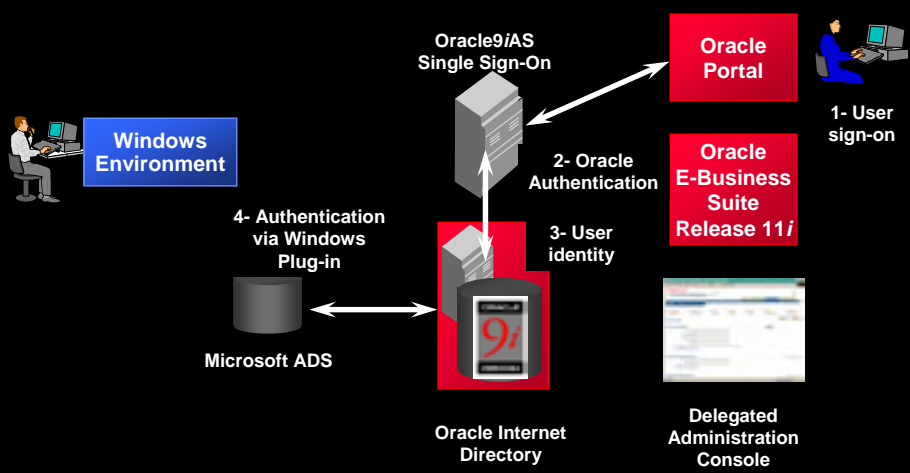 Oracle9iAS
Single Sign-On
Oracle
Portal
1- User
sign-on
Windows
Environment
2- Oracle
Authentication
Oracle
E-Business
Suite
Release 11i
4- Authentication
via Windows
Plug-in
3- User
identity
ORACLE
9i
Microsoft ADS
Oracle Internet
Directory
Delegated
Administration
Console